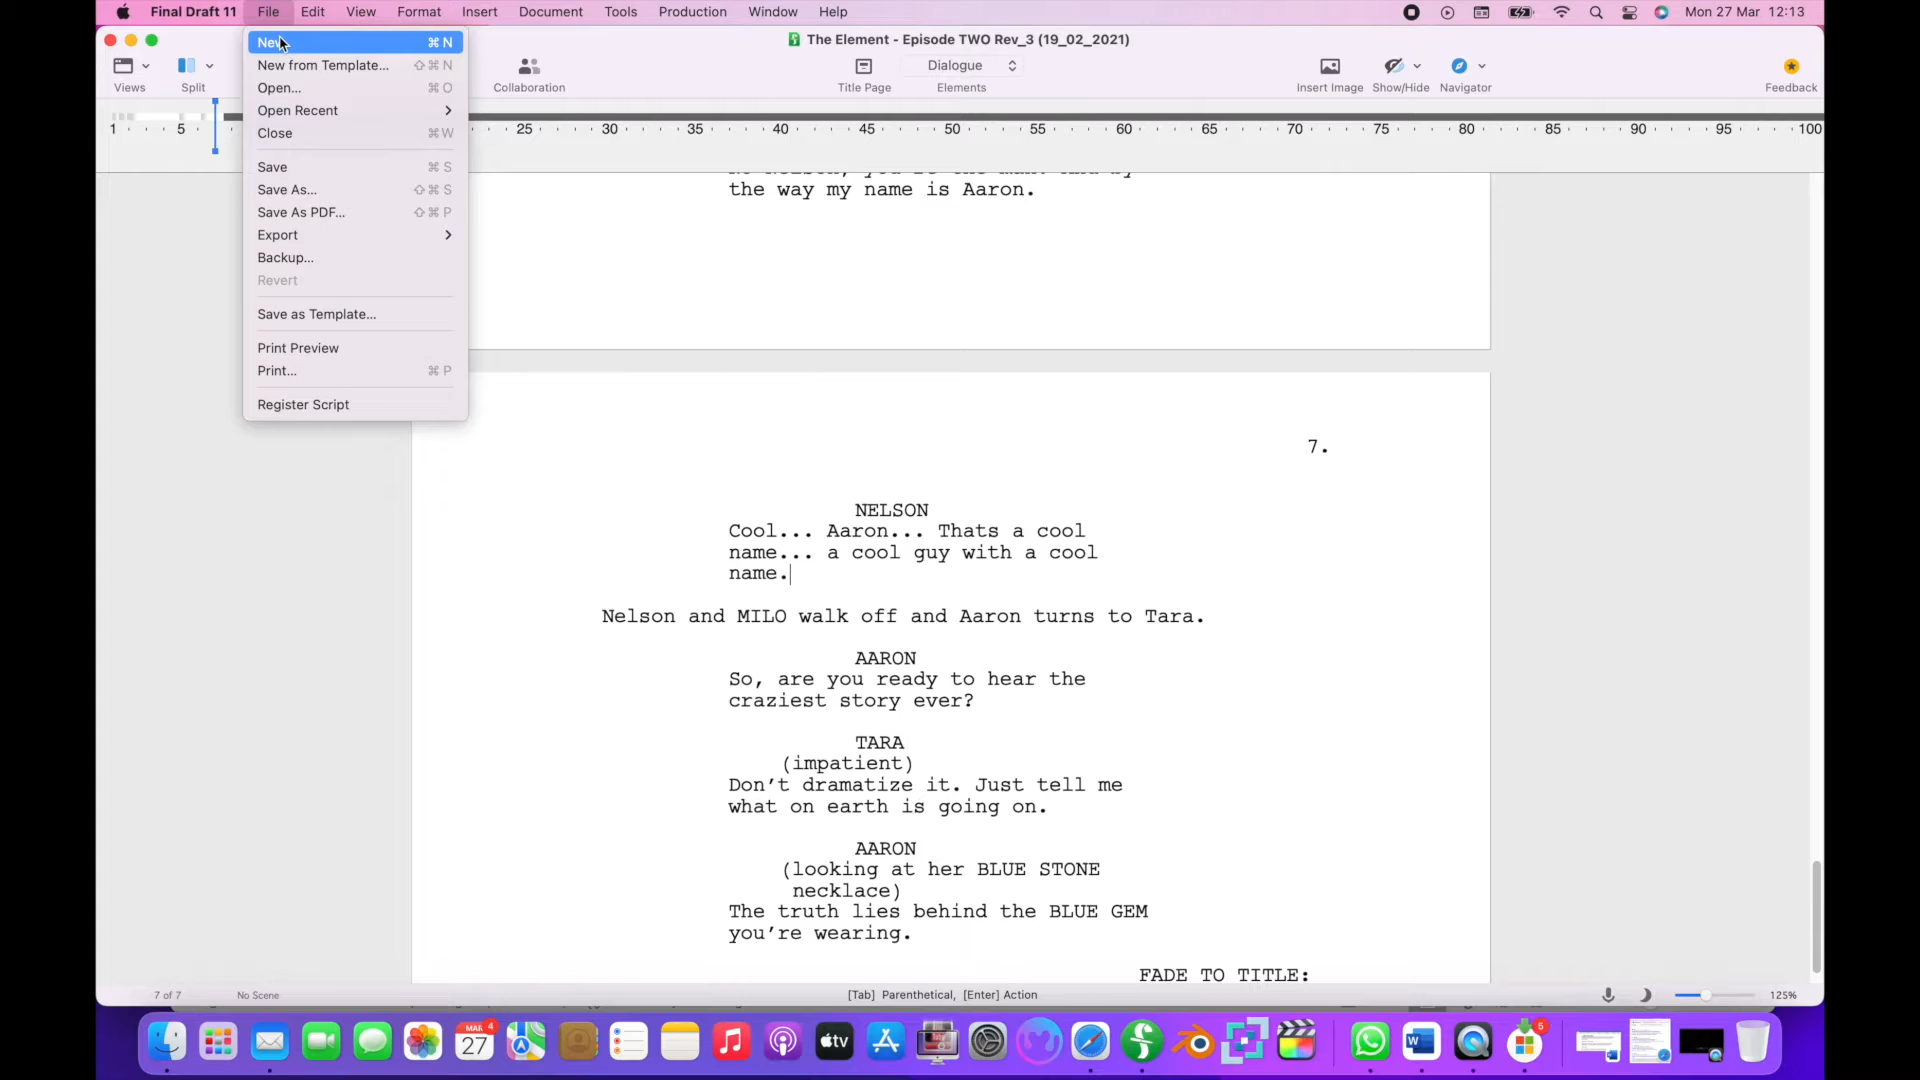 Final Draft 11 File Edit View Format Insert Document Tools Production Window Help Mon 27 Mar 12:13
The Element - Episode TWO Rev_3 (19_02_2021)
Views Split Collaboration Title Page Dialogue Elements Insert Image Show/Hide Navigator Feedback
New ⌘ N
New from Template... ⇧ ⌘ N
Open... ⌘ O
Open Recent
Close ⌘ W
Save ⌘ S
Save As... ⇧ ⌘ S
Save As PDF... ⇧ ⌘ P
Export
Backup...
Revert
Save as Template...
Print Preview
Print... ⌘ P
Register Script
1 5 25 30 35 40 45 50 55 60 65 70 75 80 85 90 95 100
the way my name is Aaron.
7.
NELSON
Cool... Aaron... Thats a cool
name... a cool guy with a cool
name.
Nelson and MILO walk off and Aaron turns to Tara.
AARON
So, are you ready to hear the
craziest story ever?
TARA
(impatient)
Don't dramatize it. Just tell me
what on earth is going on.
AARON
(looking at her BLUE STONE
necklace)
The truth lies behind the BLUE GEM
you're wearing.
FADE TO TITLE:
7 of 7 No Scene [Tab] Parenthetical, [Enter] Action 125%
MAR 4
27
tv
W
5